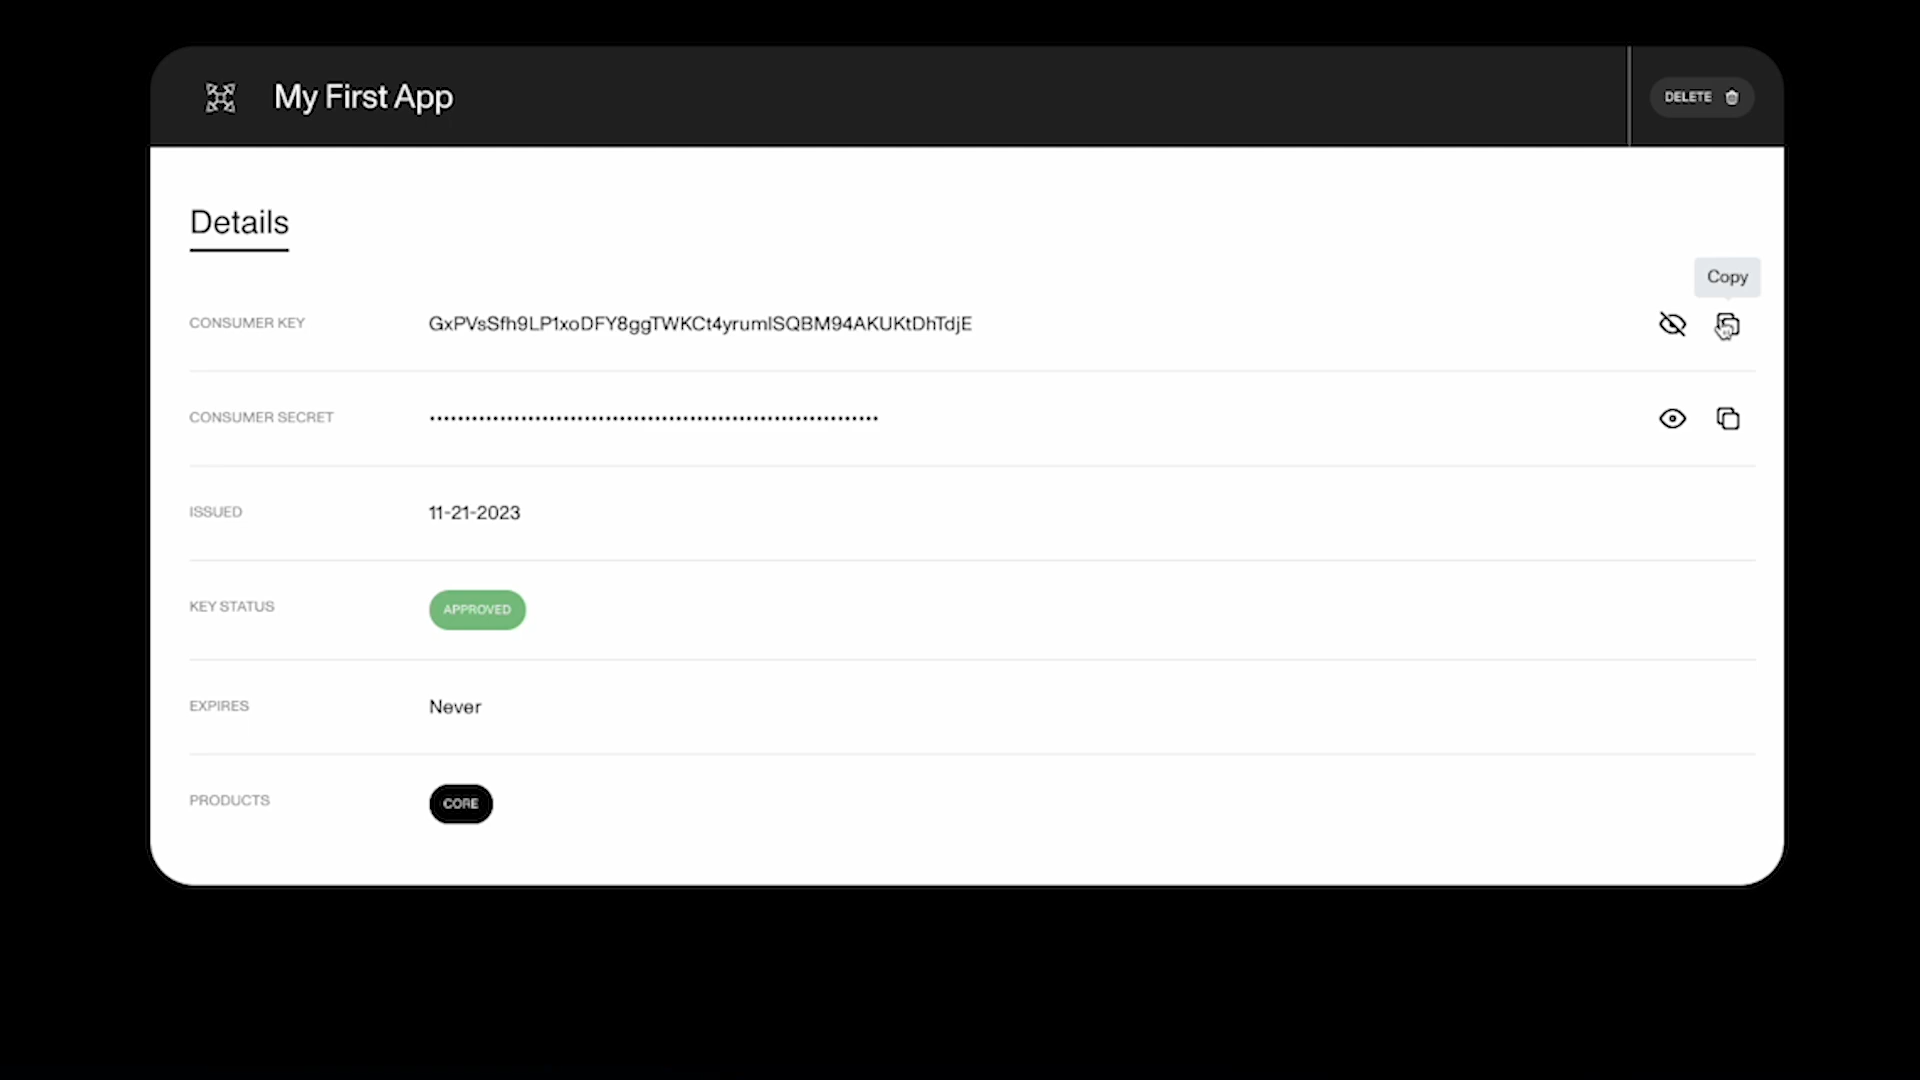 My First App
DELETE
Details
Copy
CONSUMER KEY
GxPVsSfh9LP1xoDFY8ggTWKCt4yrumISQBM94AKUKtDhTdjE
CONSUMER SECRET
••••••••••••••••••••••••••••••••••••••••••••••••••••••••••••••••
ISSUED
11-21-2023
KEY STATUS
APPROVED
EXPIRES
Never
PRODUCTS
CORE